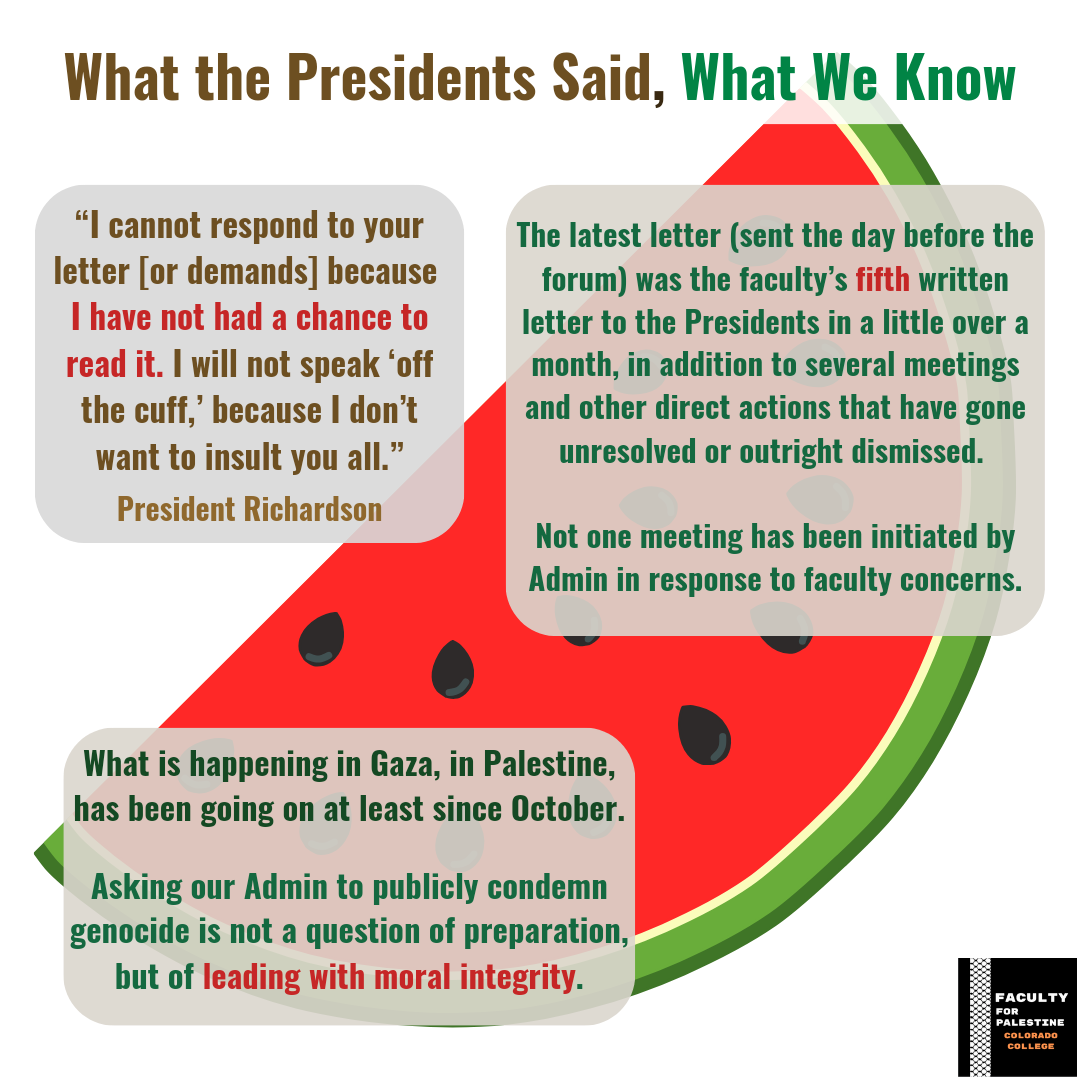 What the Presidents Said, What We Know
“I cannot respond to your
letter [or demands] because
I have not had a chance to
read it. I will not speak ‘off
the cuff,’ because I don’t
want to insult you all.”
President Richardson
The latest letter (sent the day before the
forum) was the faculty’s fifth written
letter to the Presidents in a little over a
month, in addition to several meetings
and other direct actions that have gone
unresolved or outright dismissed.
Not one meeting has been initiated by
Admin in response to faculty concerns.
What is happening in Gaza, in Palestine,
has been going on at least since October.
Asking our Admin to publicly condemn
genocide is not a question of preparation,
but of leading with moral integrity.
FACULTY
FOR
PALESTINE
COLORADO
COLLEGE